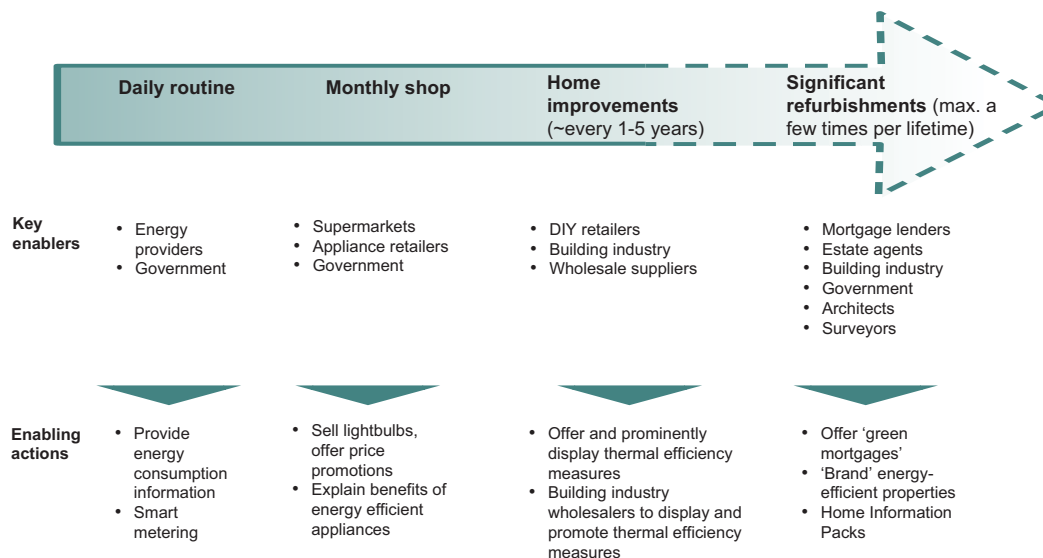 Daily routine
Monthly shop
Home
improvements
(~every 1-5 years)
Significant
refurbishments (max. a
few times per lifetime)
Key
enablers
• Energy
providers
• Government
• Supermarkets
• Appliance retailers
• Government
• DIY retailers
• Building industry
• Wholesale suppliers
• Mortgage lenders
• Estate agents
• Building industry
• Government
• Architects
• Surveyors
Enabling
actions
• Provide
energy
consumption
information
• Smart
metering
• Sell lightbulbs,
offer price
promotions
• Explain benefits of
energy efficient
appliances
• Offer and prominently
display thermal efficiency
measures
• Building industry
wholesalers to display and
promote thermal efficiency
measures
• Offer ‘green
mortgages’
• ‘Brand’ energy-
efficient properties
• Home Information
Packs